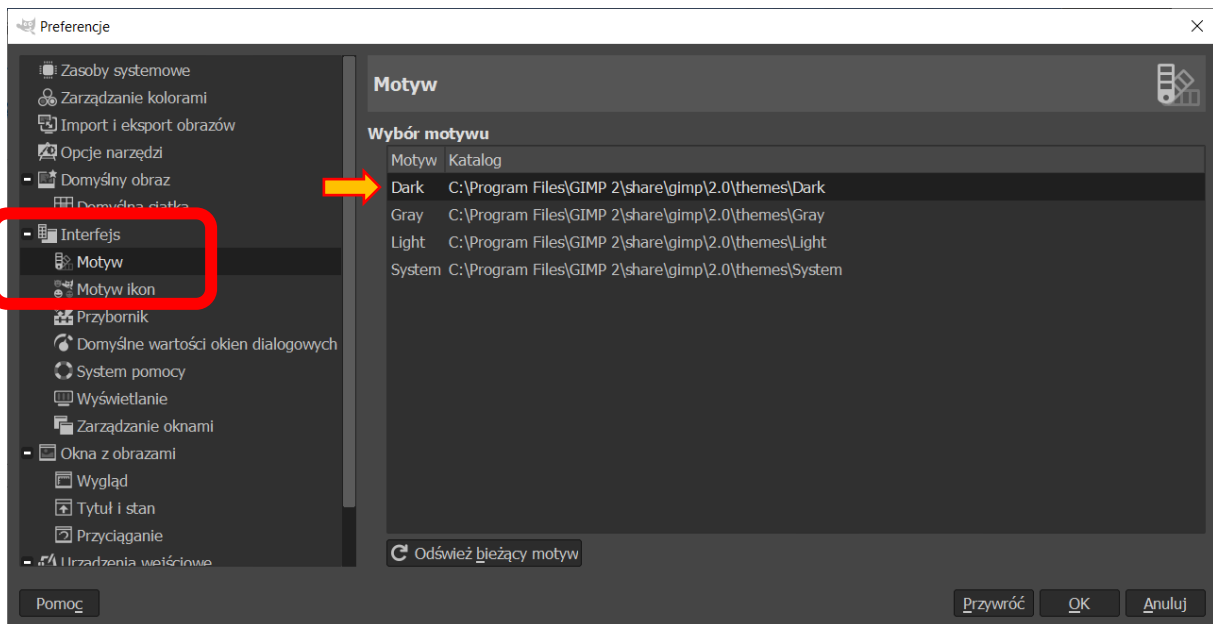 Preferencje
Zasoby systemowe
Zarządzanie kolorami
Import i eksport obrazów
Opcje narzędzi
Domyślny obraz
Domyślna siatka
Interfejs
Motyw
Motyw ikon
Przybornik
Domyślne wartości okien dialogowych
System pomocy
Wyświetlanie
Zarządzanie oknami
Okna z obrazami
Wygląd
Tytuł i stan
Przyciąganie
Urządzenia wejściowe
Motyw
Wybór motywu
Motyw Katalog
Dark C:\Program Files\GIMP 2\share\gimp\2.0\themes\Dark
Gray C:\Program Files\GIMP 2\share\gimp\2.0\themes\Gray
Light C:\Program Files\GIMP 2\share\gimp\2.0\themes\Light
System C:\Program Files\GIMP 2\share\gimp\2.0\themes\System
Odśwież bieżący motyw
Pomoc Przywróć OK Anuluj